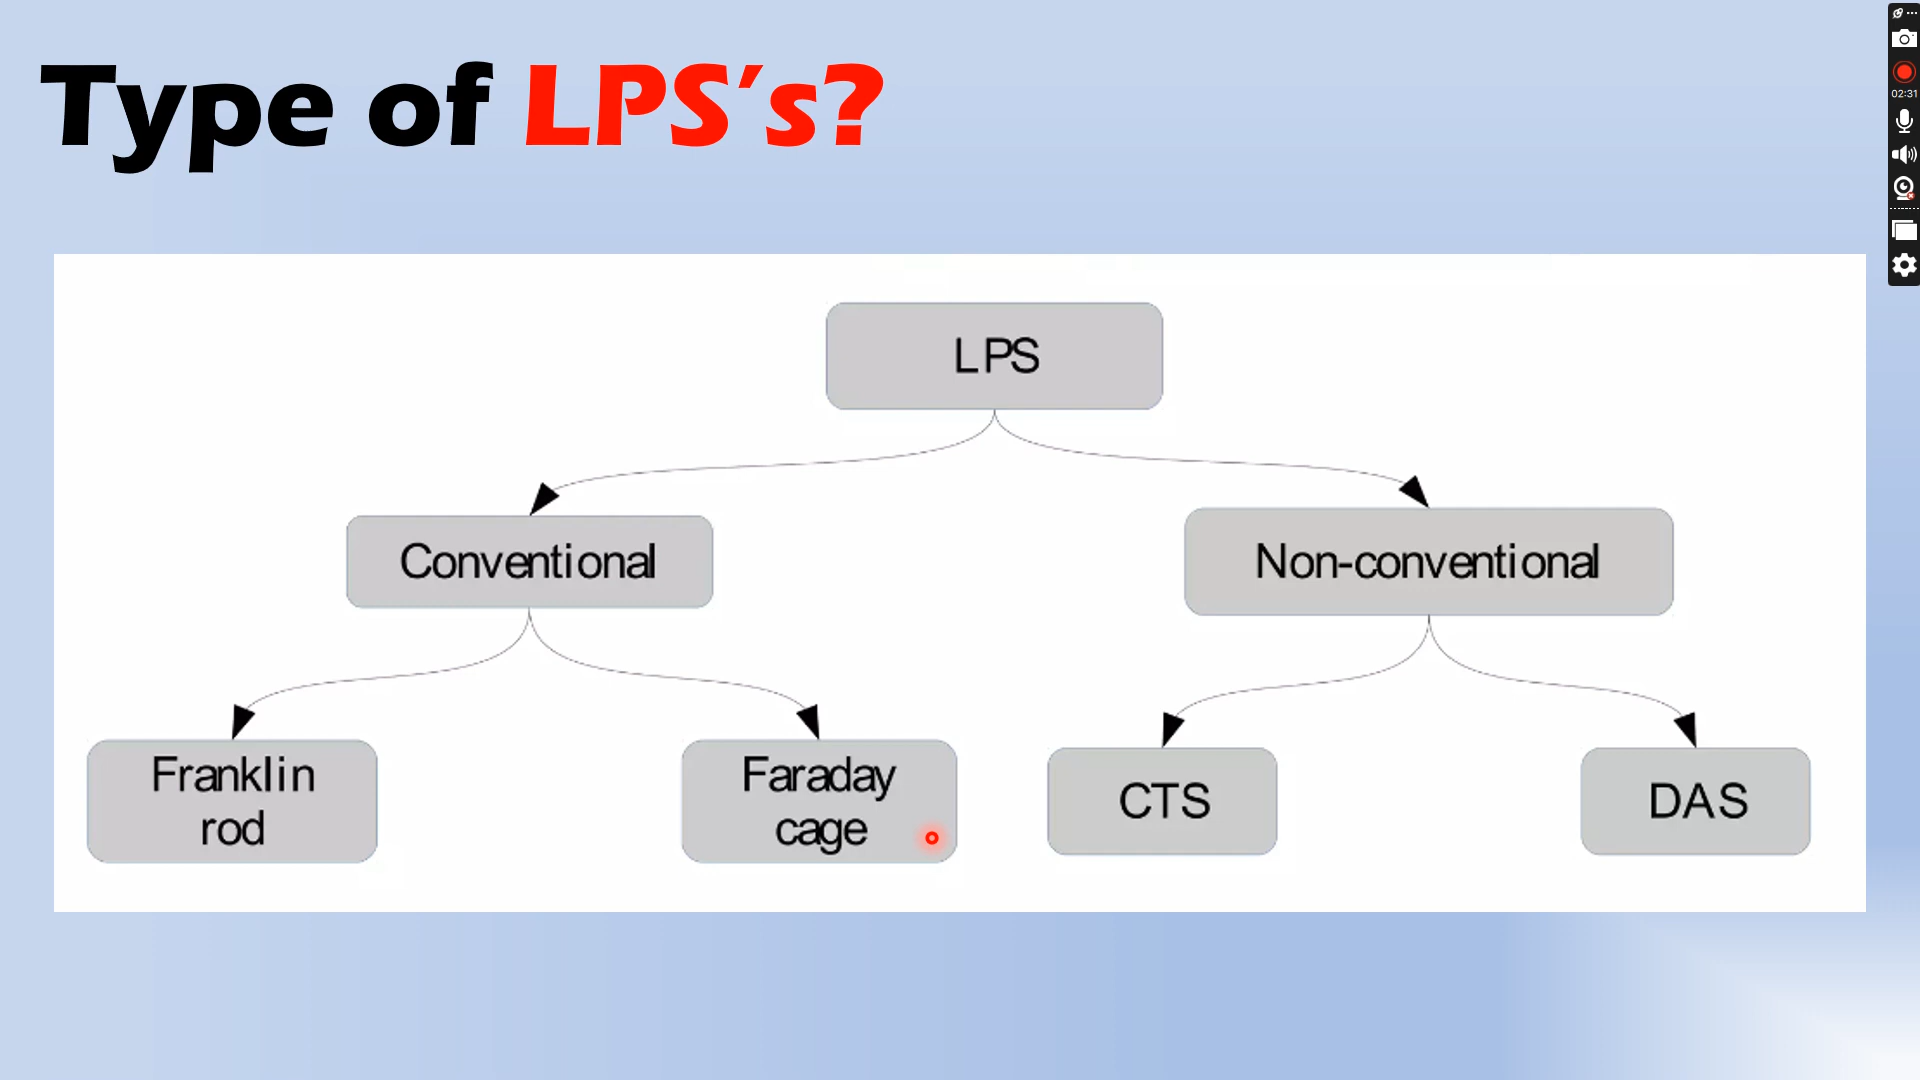 Type of LPS's?
02:31
LPS
Conventional
Non-conventional
Franklin
rod
Faraday
cage
CTS
DAS